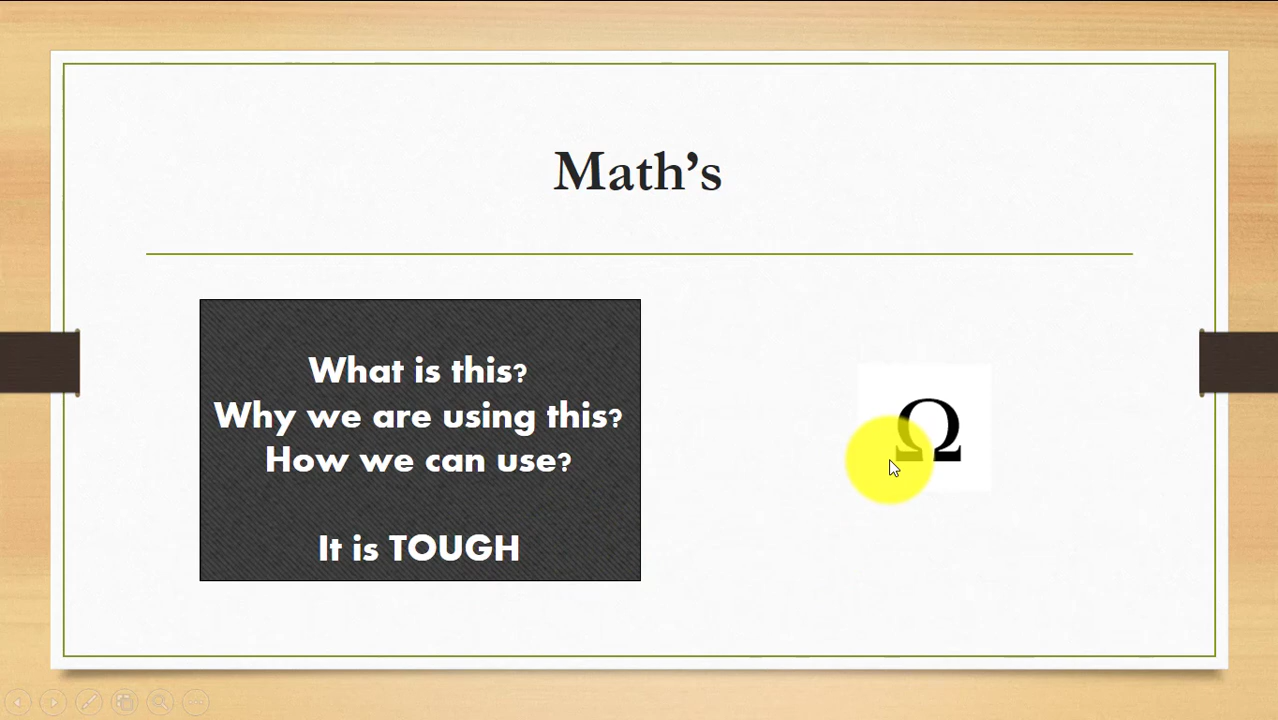 Math’s
What is this?
Why we are using this?
How we can use?
It is TOUGH
Ω